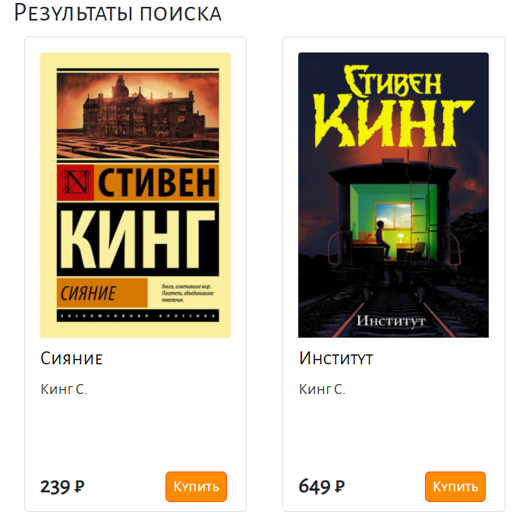 Результаты поиска
СТИВЕН
КИНГ
СИЯНИЕ
Книги, изменившие мир.
Писатели, объединившие
поколения.
ЭКСКЛЮЗИВНАЯ КЛАССИКА
Сияние
Кинг С.
239 ₽
Купить
Стивен
КИНГ
Институт
Институт
Кинг С.
649 ₽
Купить